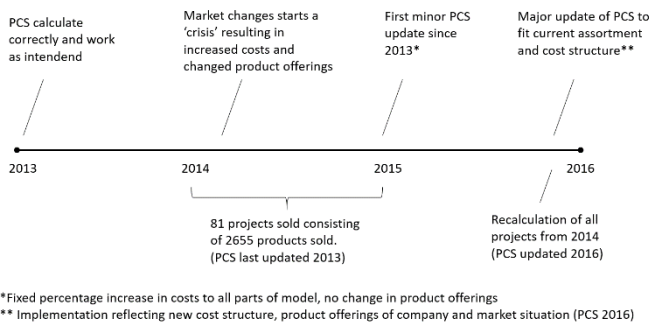 PCS calculate
correctly and work
as intendend
Market changes starts a
‘crisis’ resulting in
increased costs and
changed product offerings
First minor PCS
update since
2013*
Major update of PCS to
fit current assortment
and cost structure**
2013
2014
2015
2016
81 projects sold consisting
of 2655 products sold.
(PCS last updated 2013)
Recalculation of all
projects from 2014
(PCS updated 2016)
*Fixed percentage increase in costs to all parts of model, no change in product offerings
** Implementation reflecting new cost structure, product offerings of company and market situation (PCS 2016)